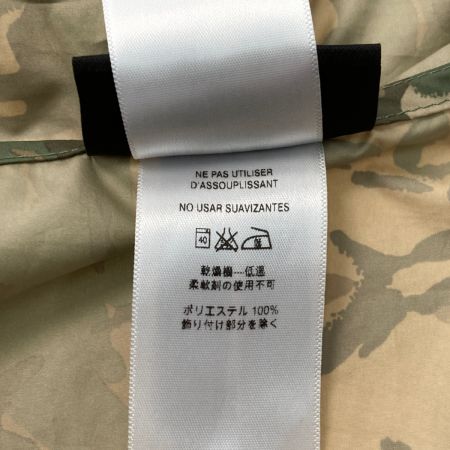 NE PAS UTILISER
D'ASSOUPLISSANT
NO USAR SUAVIZANTES
40
乾燥機---低温
柔軟剤の使用不可
ポリエステル 100%
飾り付け部分を除く